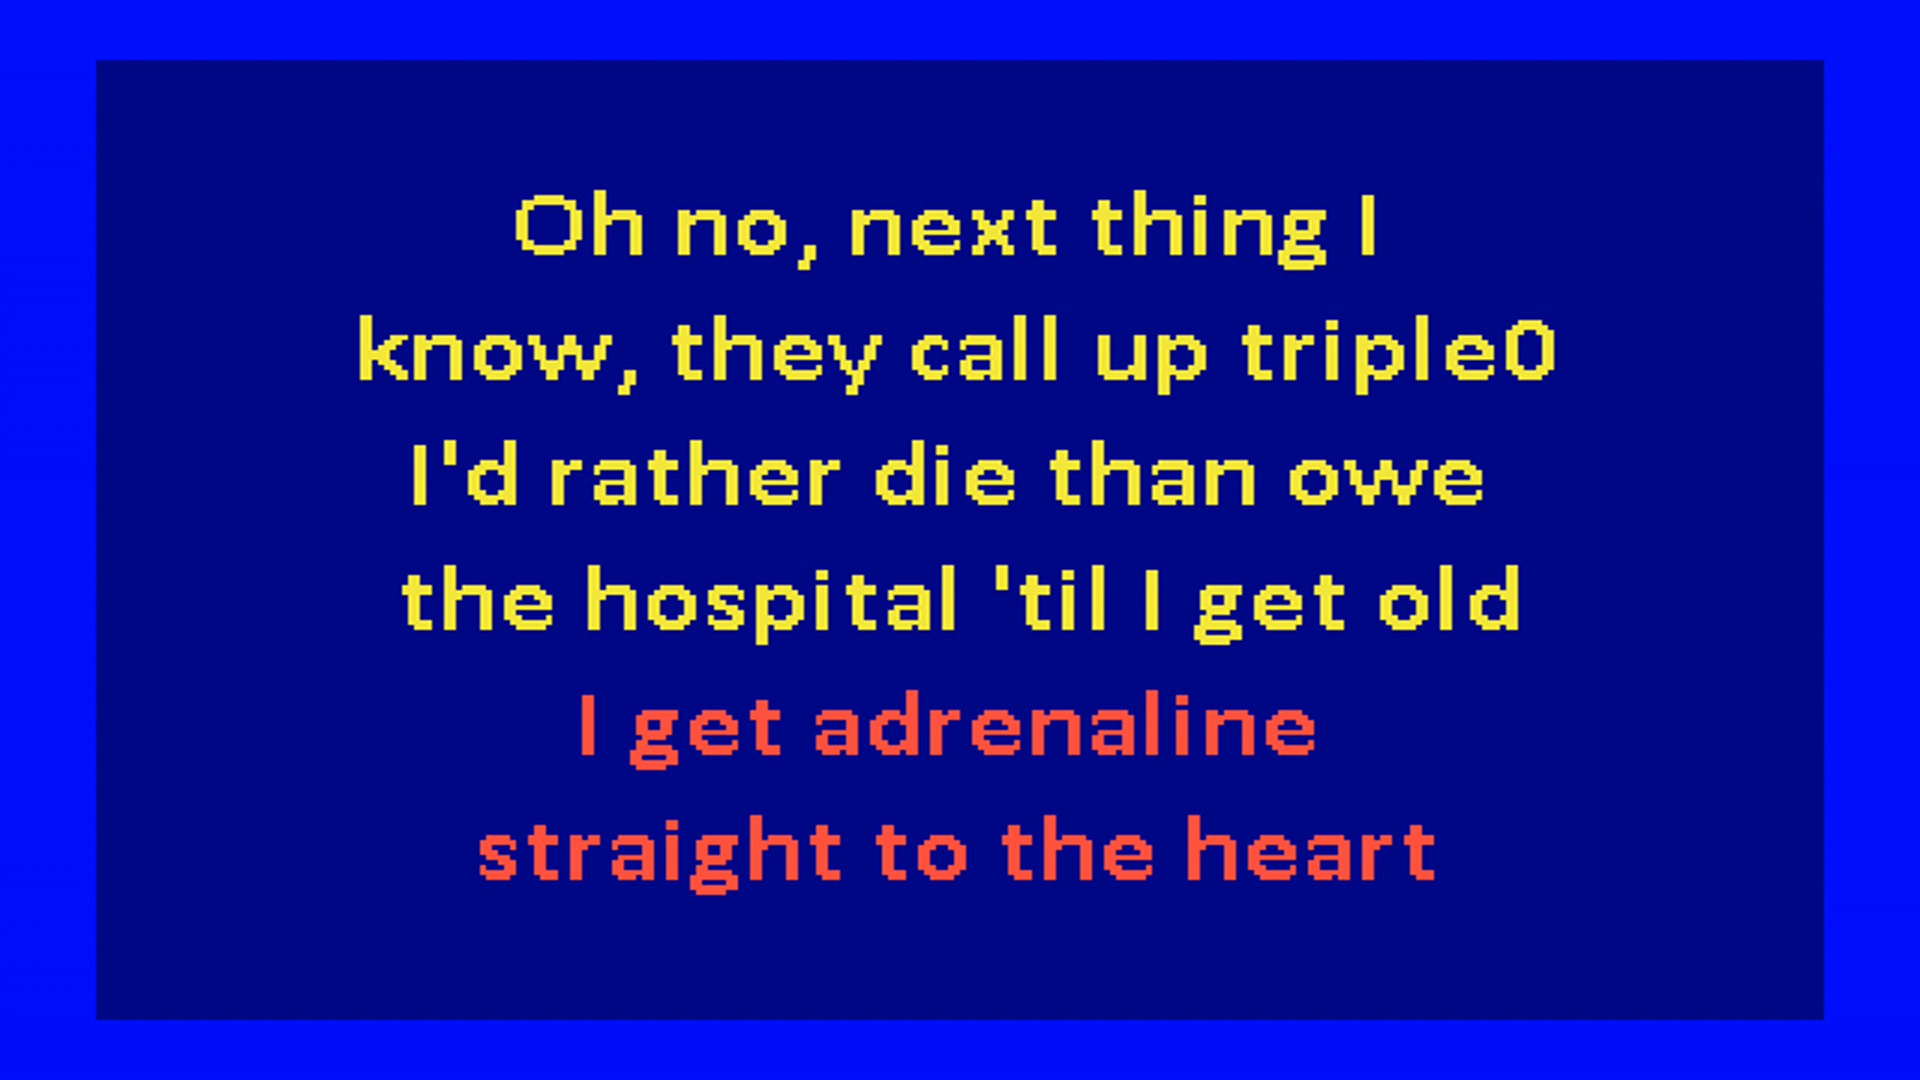 Oh no, next thing I
know, they call up triple0
I'd rather die than owe
the hospital 'til I get old
I get adrenaline
straight to the heart